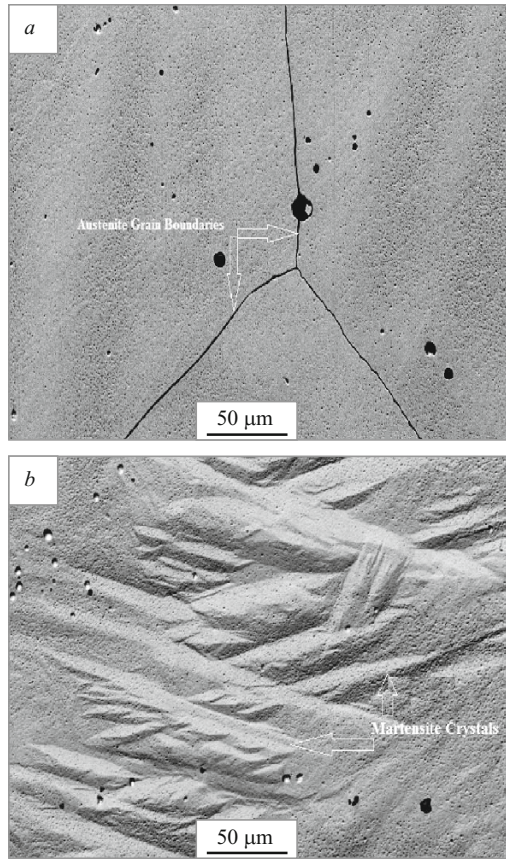 a
Austenite Grain Boundaries
50 μm
b
Martensite Crystals
50 μm